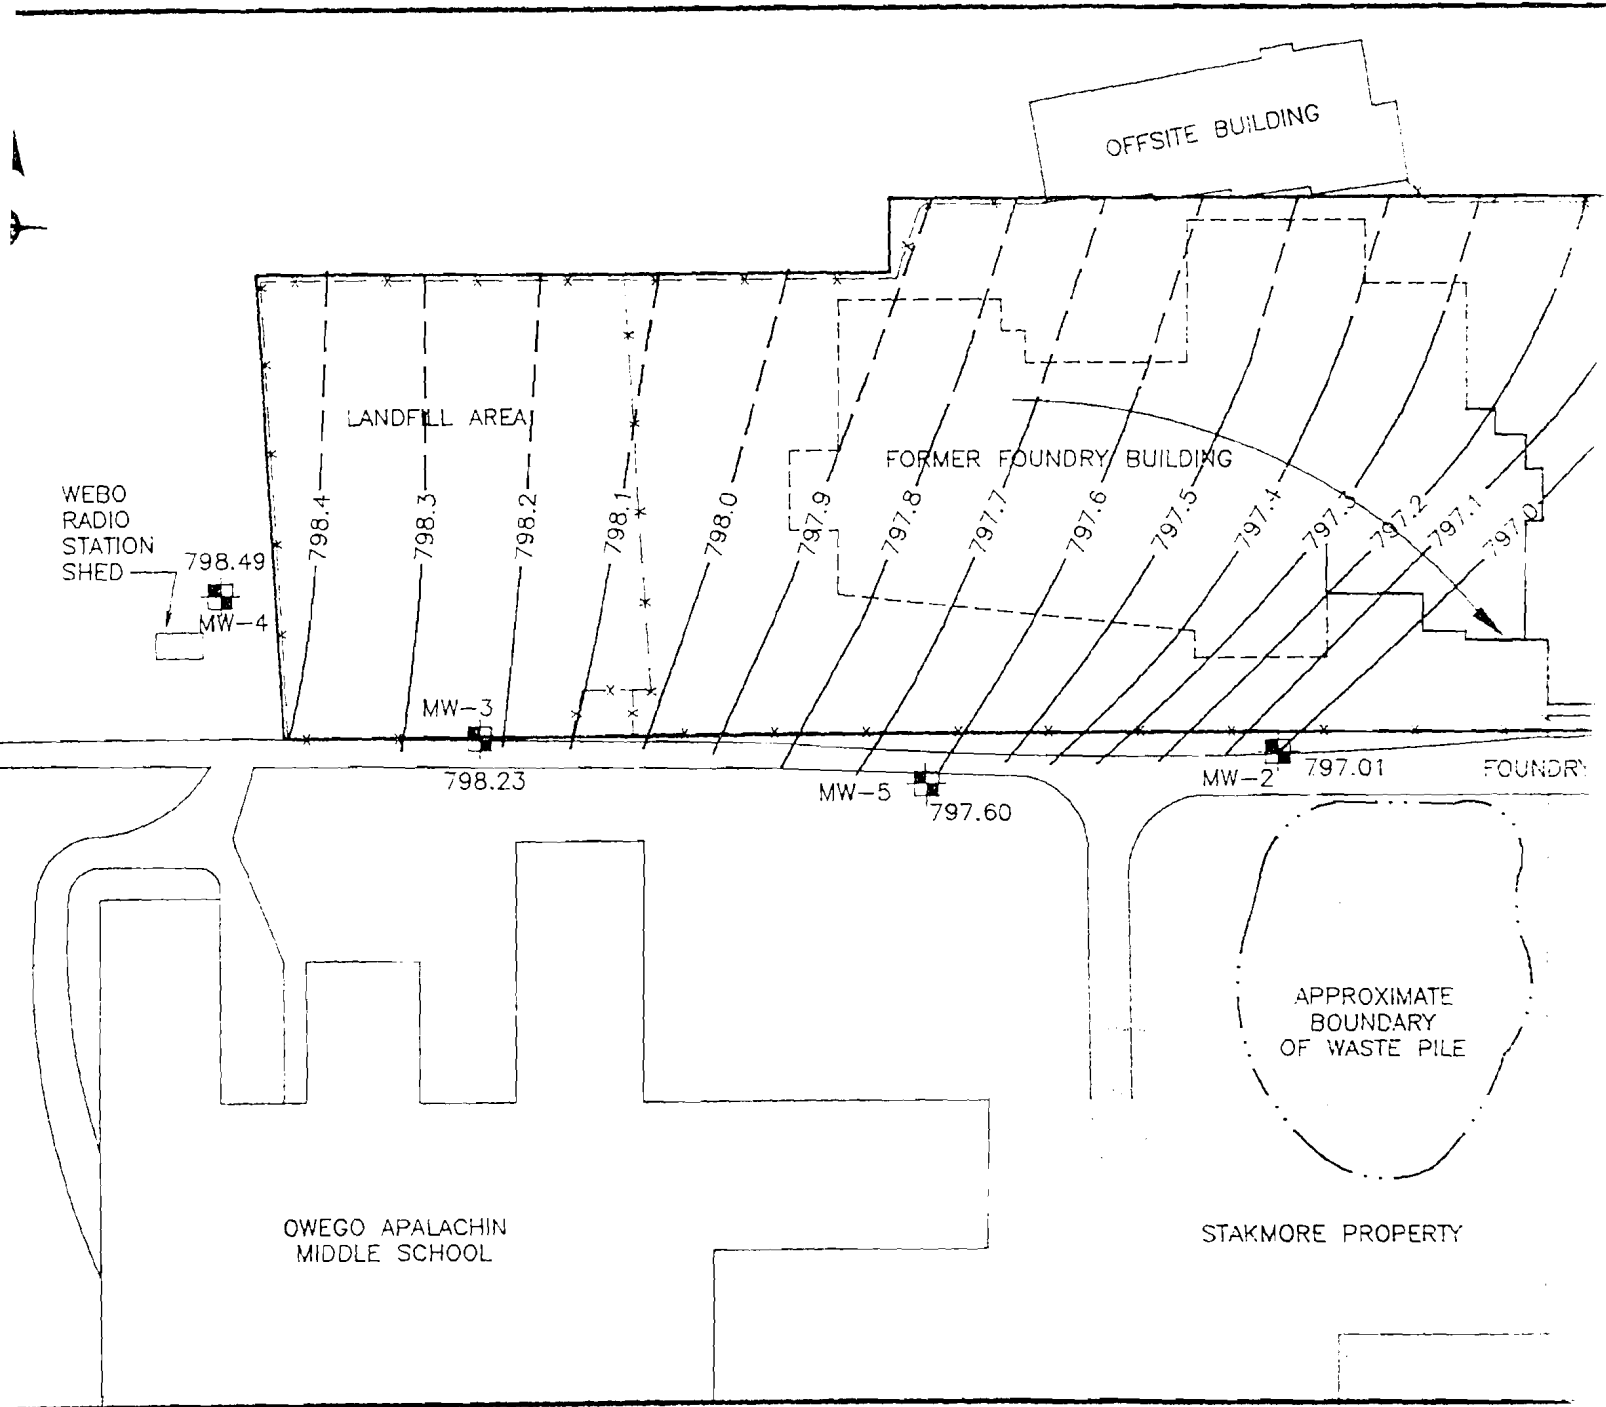 OFFSITE BUILDING
LANDFILL AREA
FORMER FOUNDRY BUILDING
WEBO
RADIO
STATION
SHED
798.49
MW-4
798.4
798.3
798.2
798.1
798.0
797.9
797.8
797.7
797.6
797.5
797.4
797.3
797.2
797.1
797.0
MW-3
798.23
MW-5
797.60
MW-2
797.01
FOUNDRY
APPROXIMATE
BOUNDARY
OF WASTE PILE
OWEGO APALACHIN
MIDDLE SCHOOL
STAKMORE PROPERTY